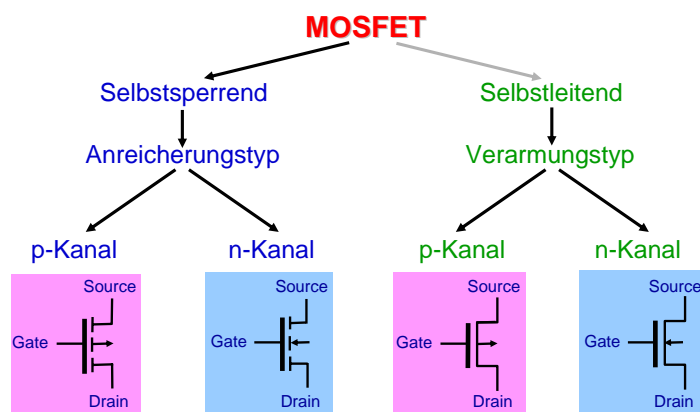 MOSFET
Selbstsperrend Selbstleitend
Anreicherungstyp Verarmungstyp
p-Kanal n-Kanal p-Kanal n-Kanal
Source Source Source Source
Gate Gate Gate Gate
Drain Drain Drain Drain